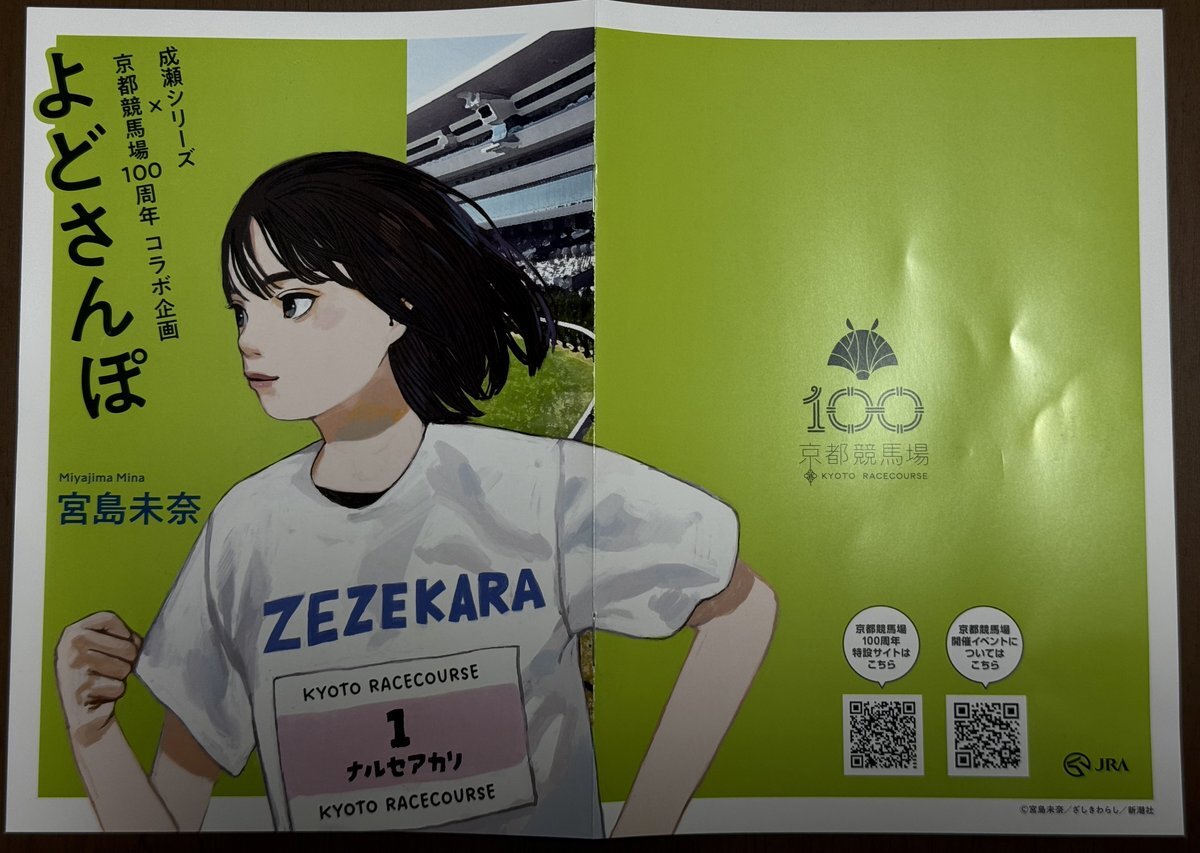 よどさんぽ
成瀬シリーズ
×
京都競馬場100周年 コラボ企画
Miyajima Mina
宮島未奈
ZEZEKARA
KYOTO RACECOURSE
1
ナルセアカリ
KYOTO RACECOURSE
100
京都競馬場
KYOTO RACECOURSE
京都競馬場
100周年
特設サイトは
こちら
京都競馬場
開催イベントに
ついては
こちら
JRA
©宮島未奈／ざしきわらし／新潮社